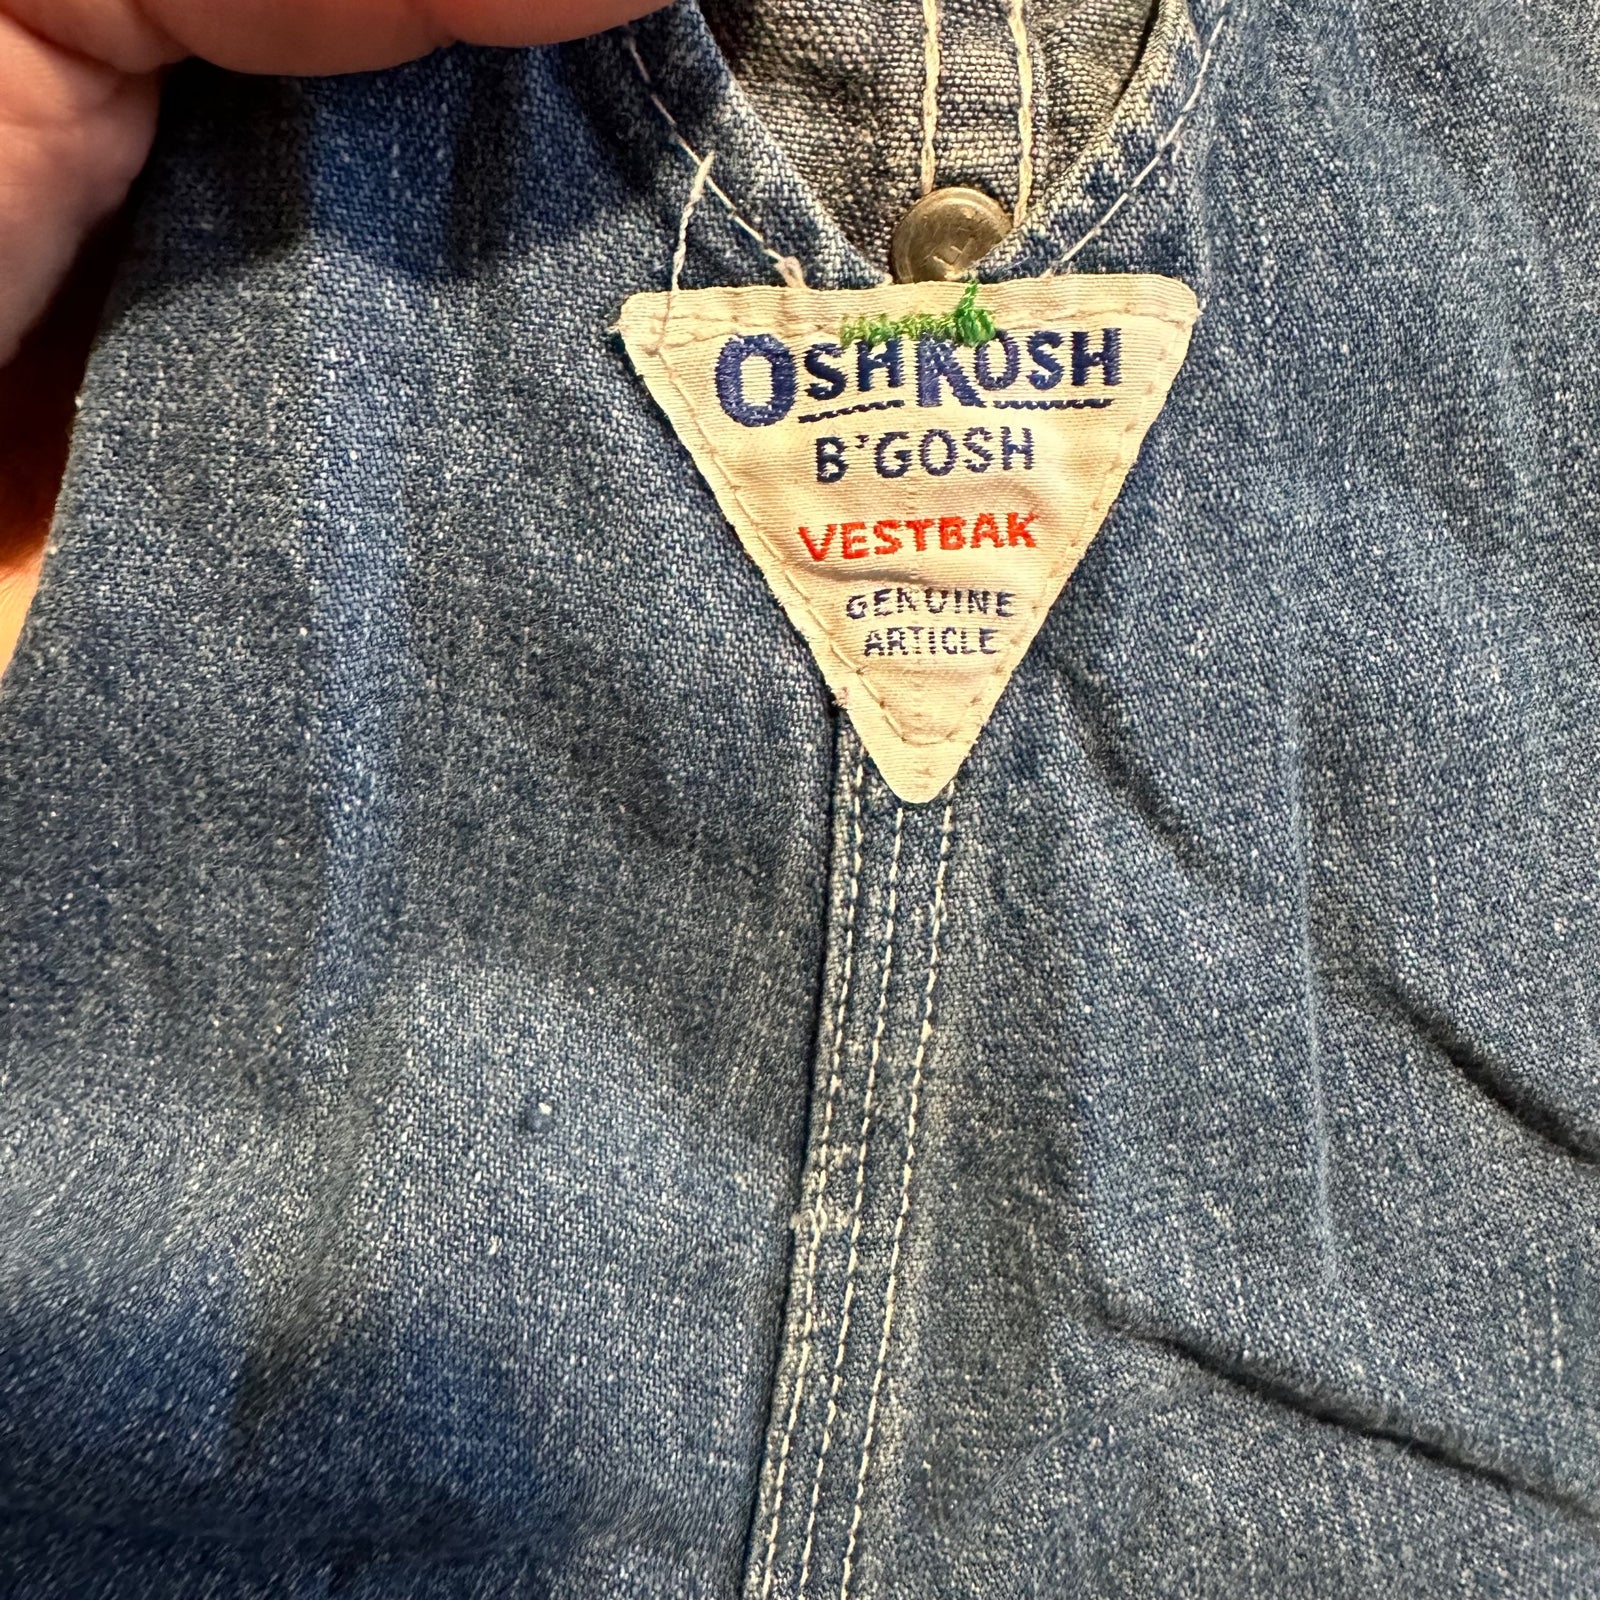 OSHKOSH
B'GOSH
VESTBAK
GENUINE
ARTICLE